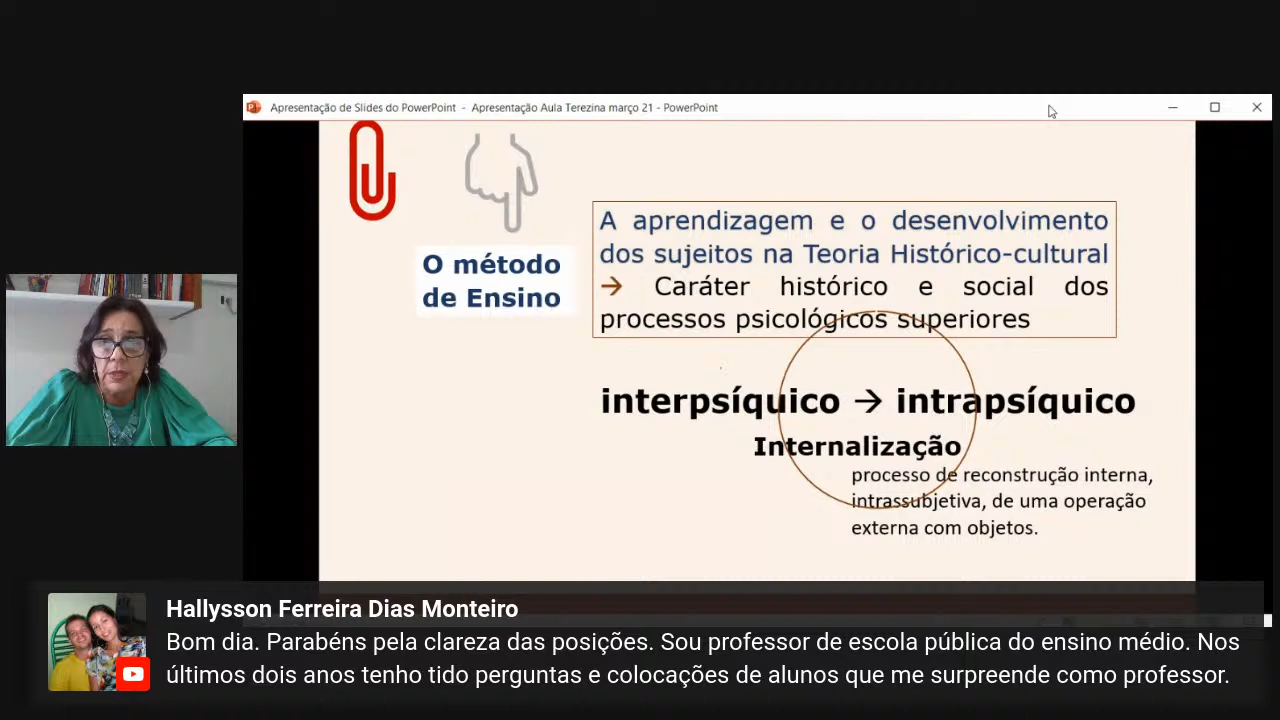 Apresentação de Slides do PowerPoint - Apresentação Aula Terezina março 21 - PowerPoint
O método
de Ensino
A aprendizagem e o desenvolvimento
dos sujeitos na Teoria Histórico-cultural
→ Caráter histórico e social dos
processos psicológicos superiores
interpsíquico → intrapsíquico
Internalização
processo de reconstrução interna,
intrassubjetiva, de uma operação
externa com objetos.
Hallysson Ferreira Dias Monteiro
Bom dia. Parabéns pela clareza das posições. Sou professor de escola pública do ensino médio. Nos
últimos dois anos tenho tido perguntas e colocações de alunos que me surpreende como professor.